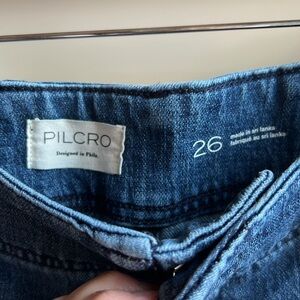 PILCRO
Designed in Phila.
26
made in sri lanka
fabriqué au sri lanka